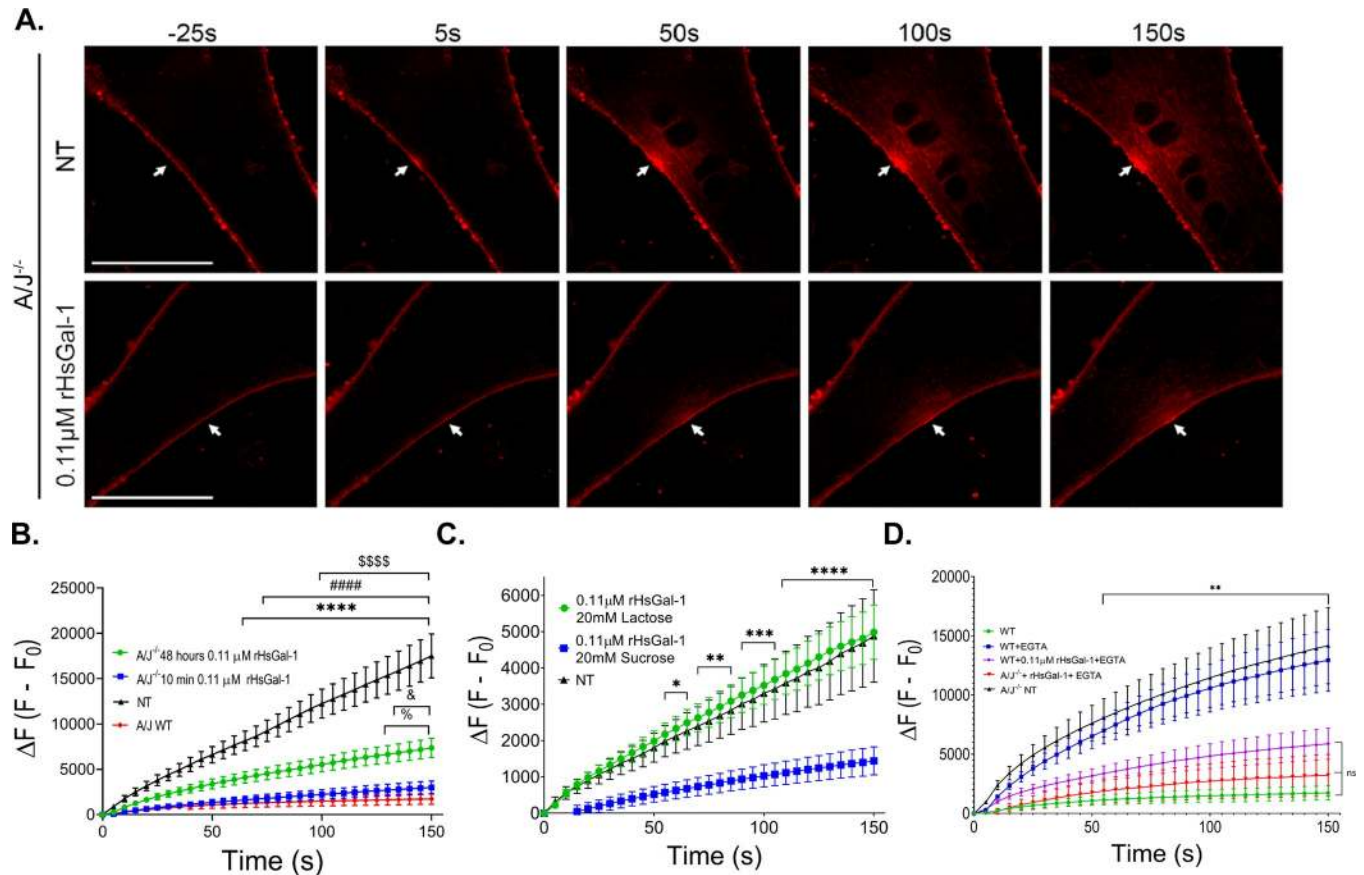 A.
-25s 5s 50s 100s 150s
A/J-/-
NT
0.11μM rHsGal-1
B.
$$$$
####
****
&
%
25000
20000
15000
10000
5000
0
ΔF (F - F0)
A/J-/-48 hours 0.11 μM rHsGal-1
A/J-/-10 min 0.11 μM rHsGal-1
NT
A/J WT
0 50 100 150
Time (s)
C.
****
***
**
*
6000
5000
4000
3000
2000
1000
0
ΔF (F - F0)
0.11μM rHsGal-1
20mM Lactose
0.11μM rHsGal-1
20mM Sucrose
NT
0 50 100 150
Time (s)
D.
**
20000
15000
10000
5000
0
ΔF (F - F0)
WT
WT+EGTA
WT+0.11μM rHsGal-1+EGTA
A/J-/-+ rHsGal-1+ EGTA
A/J-/- NT
ns
0 50 100 150
Time (s)